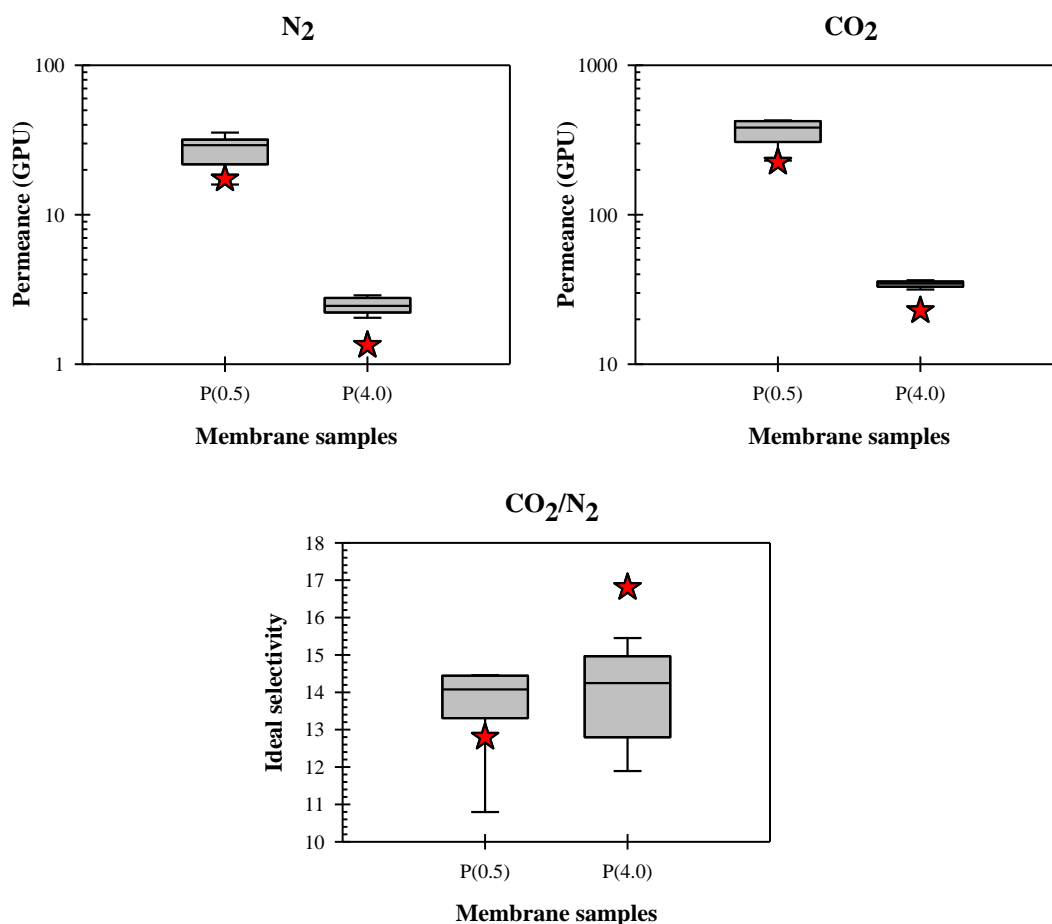 N2
Permeance (GPU)
100
10
1
P(0.5) P(4.0)
Membrane samples
CO2
Permeance (GPU)
1000
100
10
P(0.5) P(4.0)
Membrane samples
CO2/N2
Ideal selectivity
18
17
16
15
14
13
12
11
10
P(0.5) P(4.0)
Membrane samples